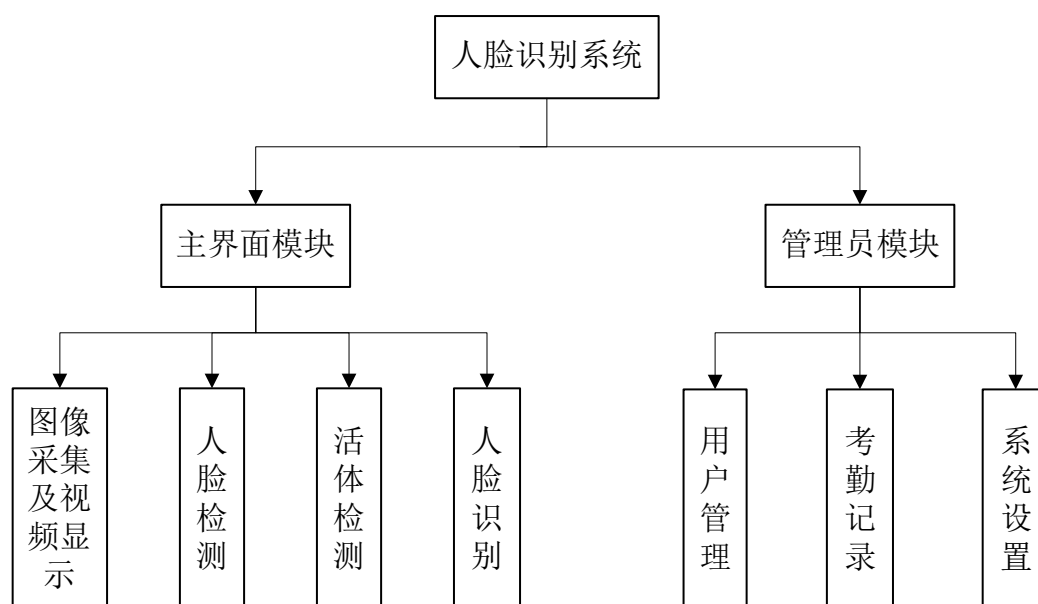 人脸识别系统
主界面模块
管理员模块
图像
采集
及视
频显
示
人脸检测
活体检测
人脸识别
用户管理
考勤记录
系统设置